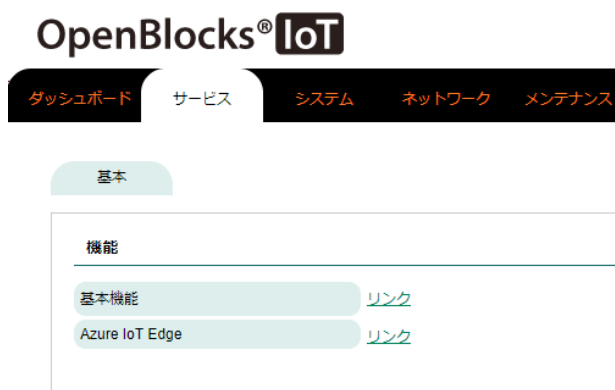 OpenBlocks® IoT
ダッシュボード サービス システム ネットワーク メンテナンス
基本
機能
基本機能 リンク
Azure IoT Edge リンク